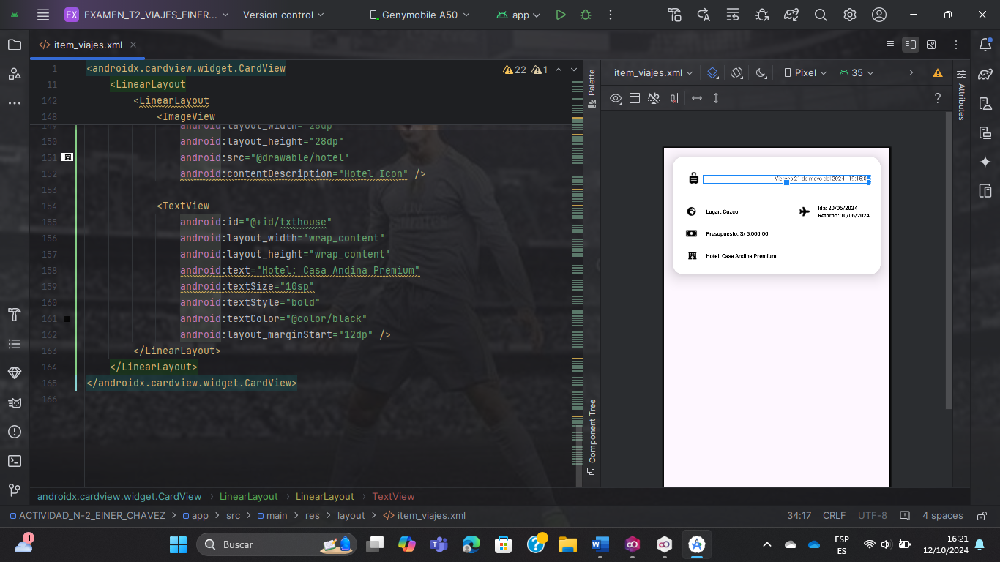 EX EXAMEN_T2_VIAJES_EINER... Version control Genymobile A50 app
item_viajes.xml
1 <androidx.cardview.widget.CardView 22 1
11 <LinearLayout
142 <LinearLayout
148 <ImageView
149 android:layout_width="28dp"
150 android:layout_height="28dp"
151 android:src="@drawable/hotel"
152 android:contentDescription="Hotel Icon" />
153
154 <TextView
155 android:id="@+id/txthouse"
156 android:layout_width="wrap_content"
157 android:layout_height="wrap_content"
158 android:text="Hotel: Casa Andina Premium"
159 android:textSize="10sp"
160 android:textStyle="bold"
161 android:textColor="@color/black"
162 android:layout_marginStart="12dp" />
163 </LinearLayout>
164 </LinearLayout>
165 </androidx.cardview.widget.CardView>
166
Palette
Component Tree
item_viajes.xml Pixel 35
?
Attributes
Viernes 21 de mayo del 2024 - 19:15:0
Lugar: Cuzco
Ida: 20/05/2024
Retorno: 10/06/2024
Presupuesto: S/ 5,000.00
Hotel: Casa Andina Premium
androidx.cardview.widget.CardView > LinearLayout > LinearLayout > TextView
ACTIVIDAD_N-2_EINER_CHAVEZ > app > src > main > res > layout > item_viajes.xml 34:17 CRLF UTF-8 4 spaces
1
Buscar
ESP
ES
16:21
12/10/2024